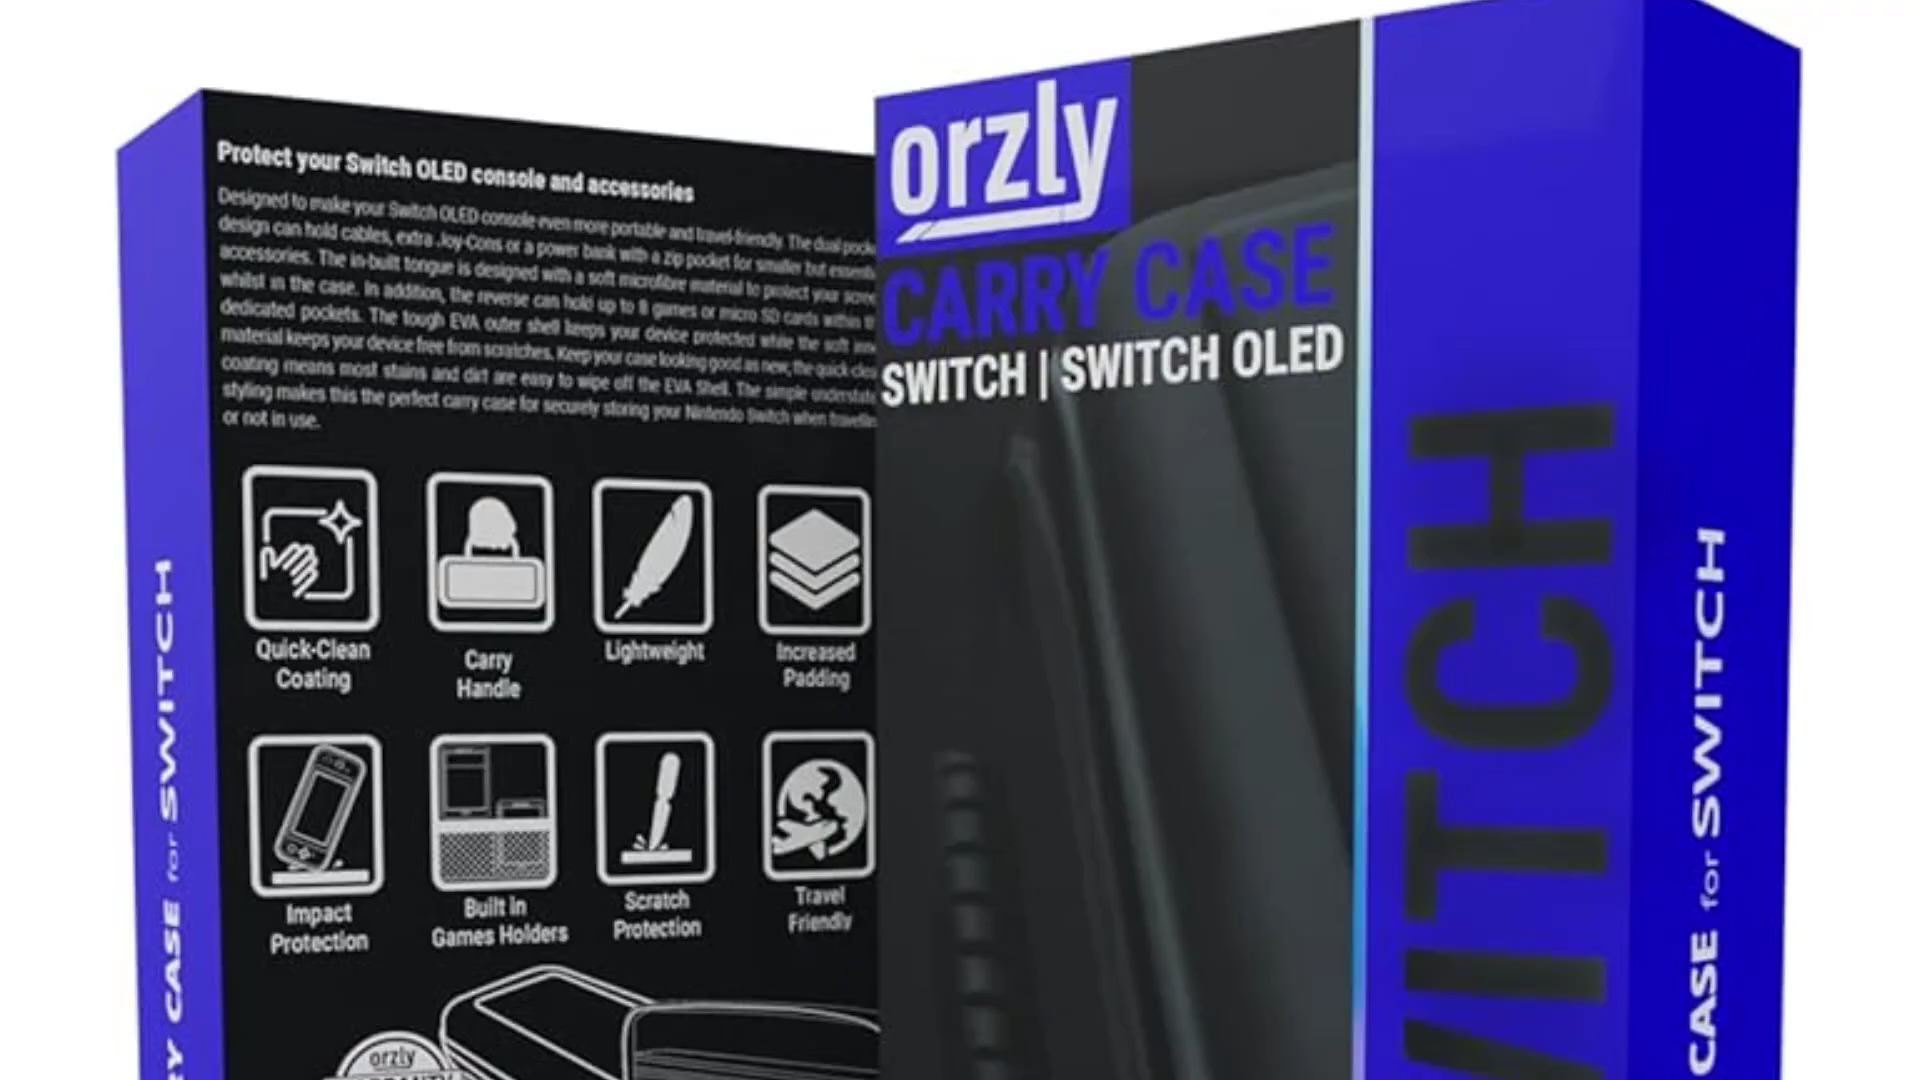 Protect your Switch OLED console and accessories
Designed to make your Switch OLED console even more portable and travel-friendly. The dual pock
design can hold cables, extra Joy-Cons or a power bank with a zip pocket for smaller but essenti
accessories. The in-built tongue is designed with a soft microfibre material to protect your scre
whilst in the case. In addition, the reverse can hold up to 8 games or micro SD cards within t
dedicated pockets. The tough EVA outer shell keeps your device protected while the soft
material keeps your device free from scratches. Keep your case looking good as new, the quick cle
coating means most stains and dirt are easy to wipe off the EVA Shell. The simple understat
styling makes this the perfect carry case for securely storing your Nintendo Switch when travellin
or not in use.
Quick-Clean
Coating
Carry
Handle
Lightweight
Increased
Padding
Impact
Protection
Built in
Games Holders
Scratch
Protection
Travel
Friendly
orzly
RY CASE for SWITCH
orzly
CARRY CASE
SWITCH | SWITCH OLED
WITCH
CASE for SWITCH